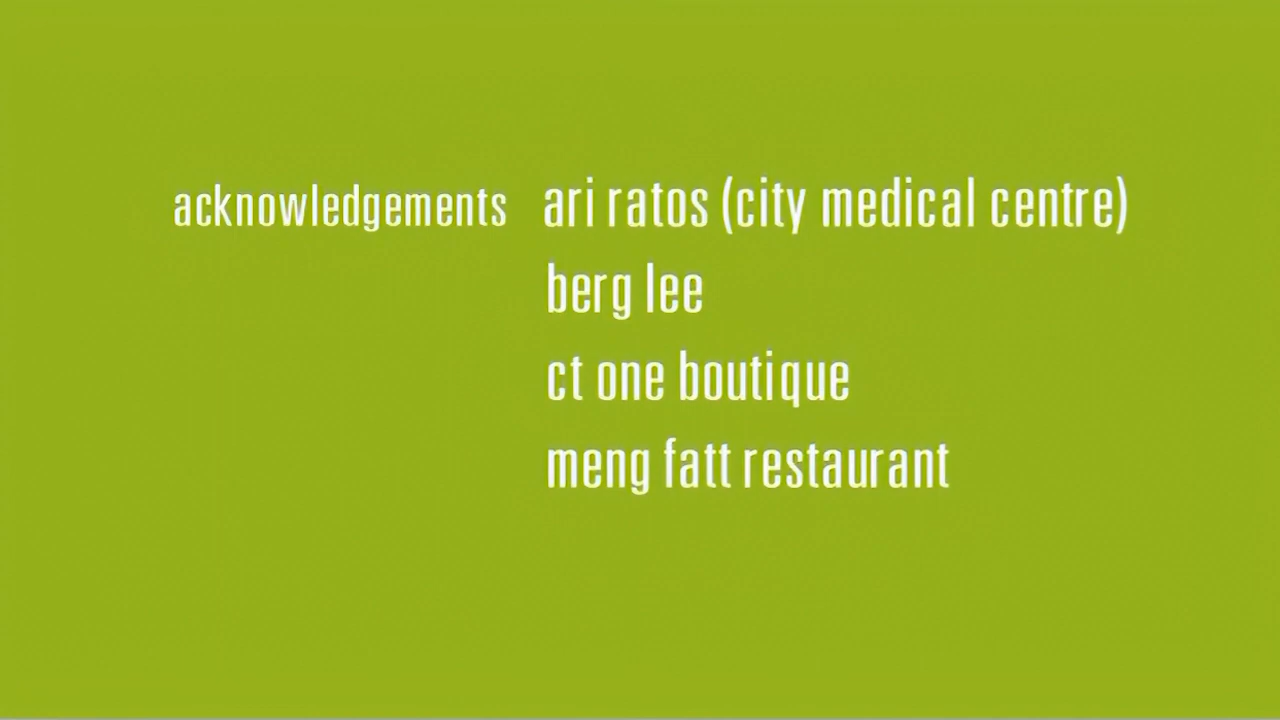 acknowledgements ari ratos (city medical centre)
berg lee
ct one boutique
meng fatt restaurant